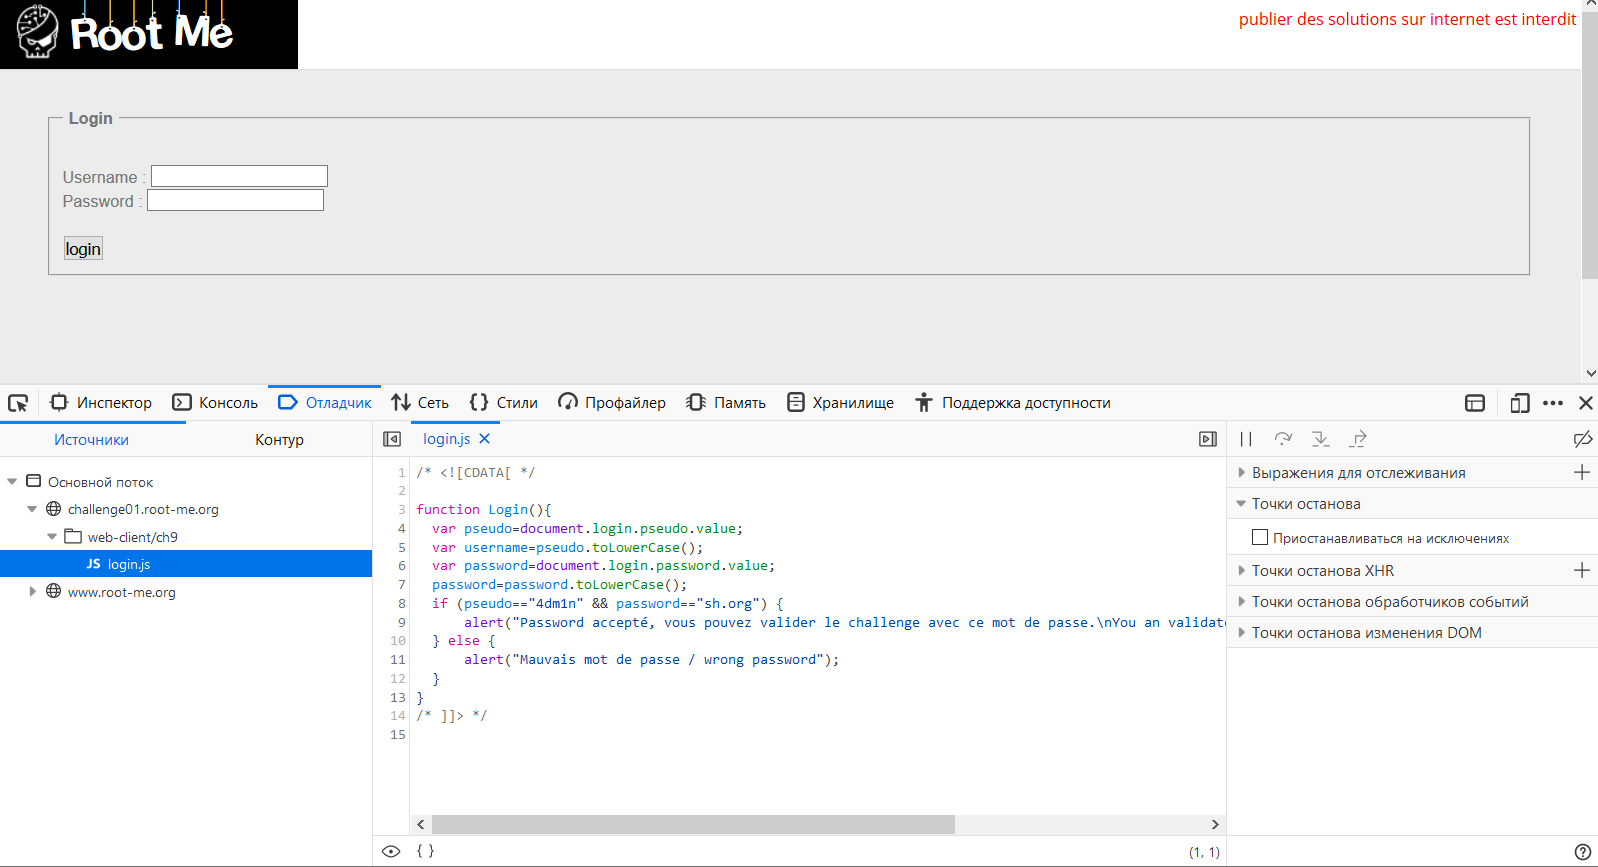 Root Me
publier des solutions sur internet est interdit
Login
Username :
Password :
login
Инспектор Консоль Отладчик Сеть Стили Профайлер Память Хранилище Поддержка доступности
Источники Контур
Основной поток
challenge01.root-me.org
web-client/ch9
JS login.js
www.root-me.org
login.js
1 /* <![CDATA[ */
2
3 function Login(){
4 var pseudo=document.login.pseudo.value;
5 var username=pseudo.toLowerCase();
6 var password=document.login.password.value;
7 password=password.toLowerCase();
8 if (pseudo=="4dm1n" && password=="sh.org") {
9 alert("Password accepté, vous pouvez valider le challenge avec ce mot de passe.\nYou an validat
10 } else {
11 alert("Mauvais mot de passe / wrong password");
12 }
13 }
14 /* ]]> */
15
{ } (1, 1)
Выражения для отслеживания
Точки останова
Приостанавливаться на исключениях
Точки останова XHR
Точки останова обработчиков событий
Точки останова изменения DOM